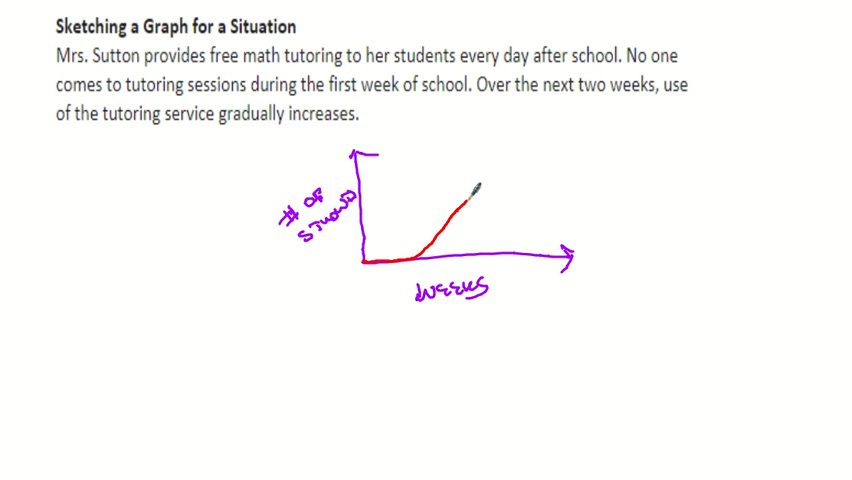 Sketching a Graph for a Situation
Mrs. Sutton provides free math tutoring to her students every day after school. No one
comes to tutoring sessions during the first week of school. Over the next two weeks, use
of the tutoring service gradually increases.
# OF
WEEKS